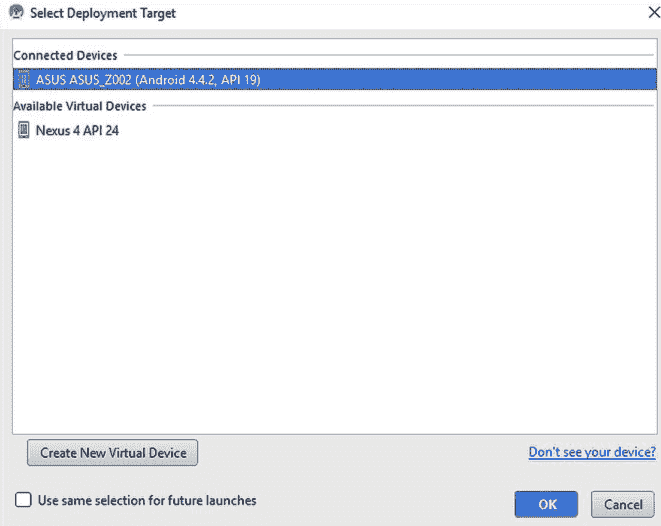 Select Deployment Target
Connected Devices
ASUS ASUS_Z002 (Android 4.4.2, API 19)
Available Virtual Devices
Nexus 4 API 24
Create New Virtual Device
Don't see your device?
Use same selection for future launches
OK
Cancel